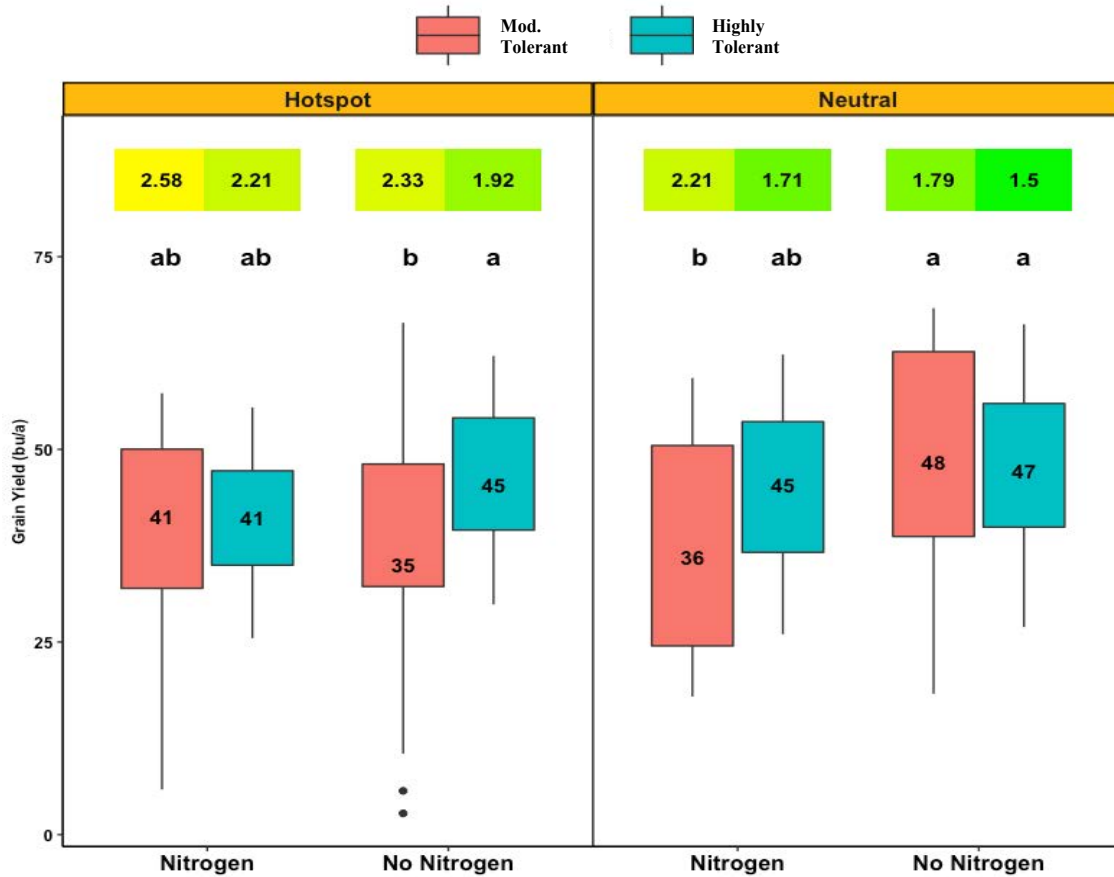 Mod. Tolerant
Highly Tolerant
Hotspot
Neutral
2.58 2.21 2.33 1.92 2.21 1.71 1.79 1.5
ab ab b a b ab a a
75
50
25
0
Grain Yield (bu/a)
41 41 35 45 36 45 48 47
Nitrogen No Nitrogen Nitrogen No Nitrogen